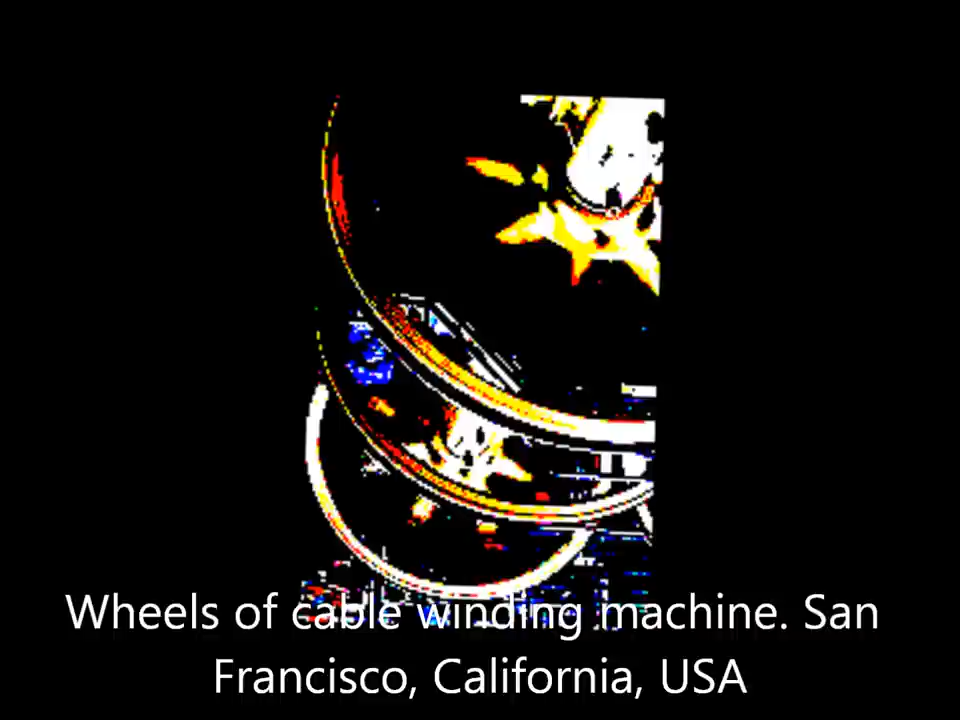 Wheels of cable winding machine. San
Francisco, California, USA